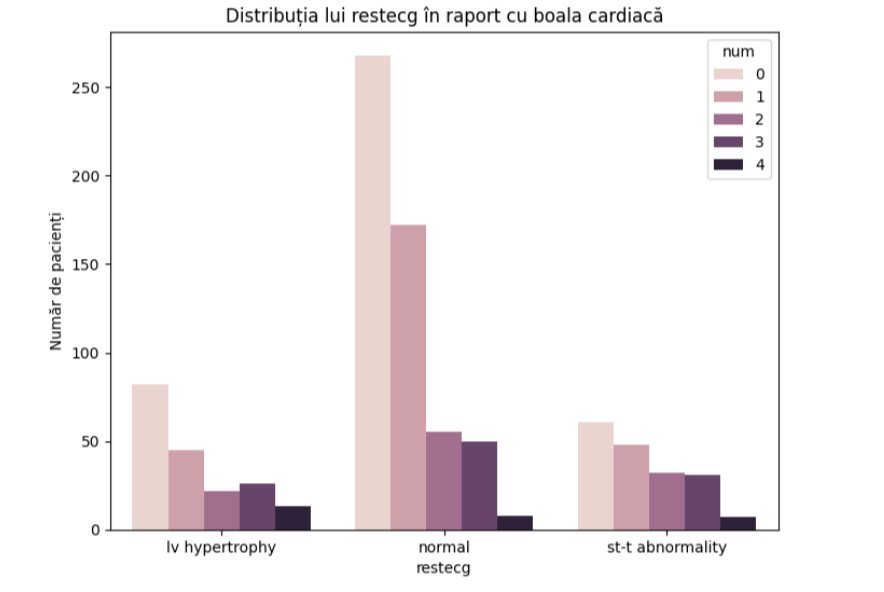 Distribuția lui restecg în raport cu boala cardiacă
num
0
1
2
3
4
Număr de pacienți
250
200
150
100
50
0
lv hypertrophy
normal
st-t abnormality
restecg